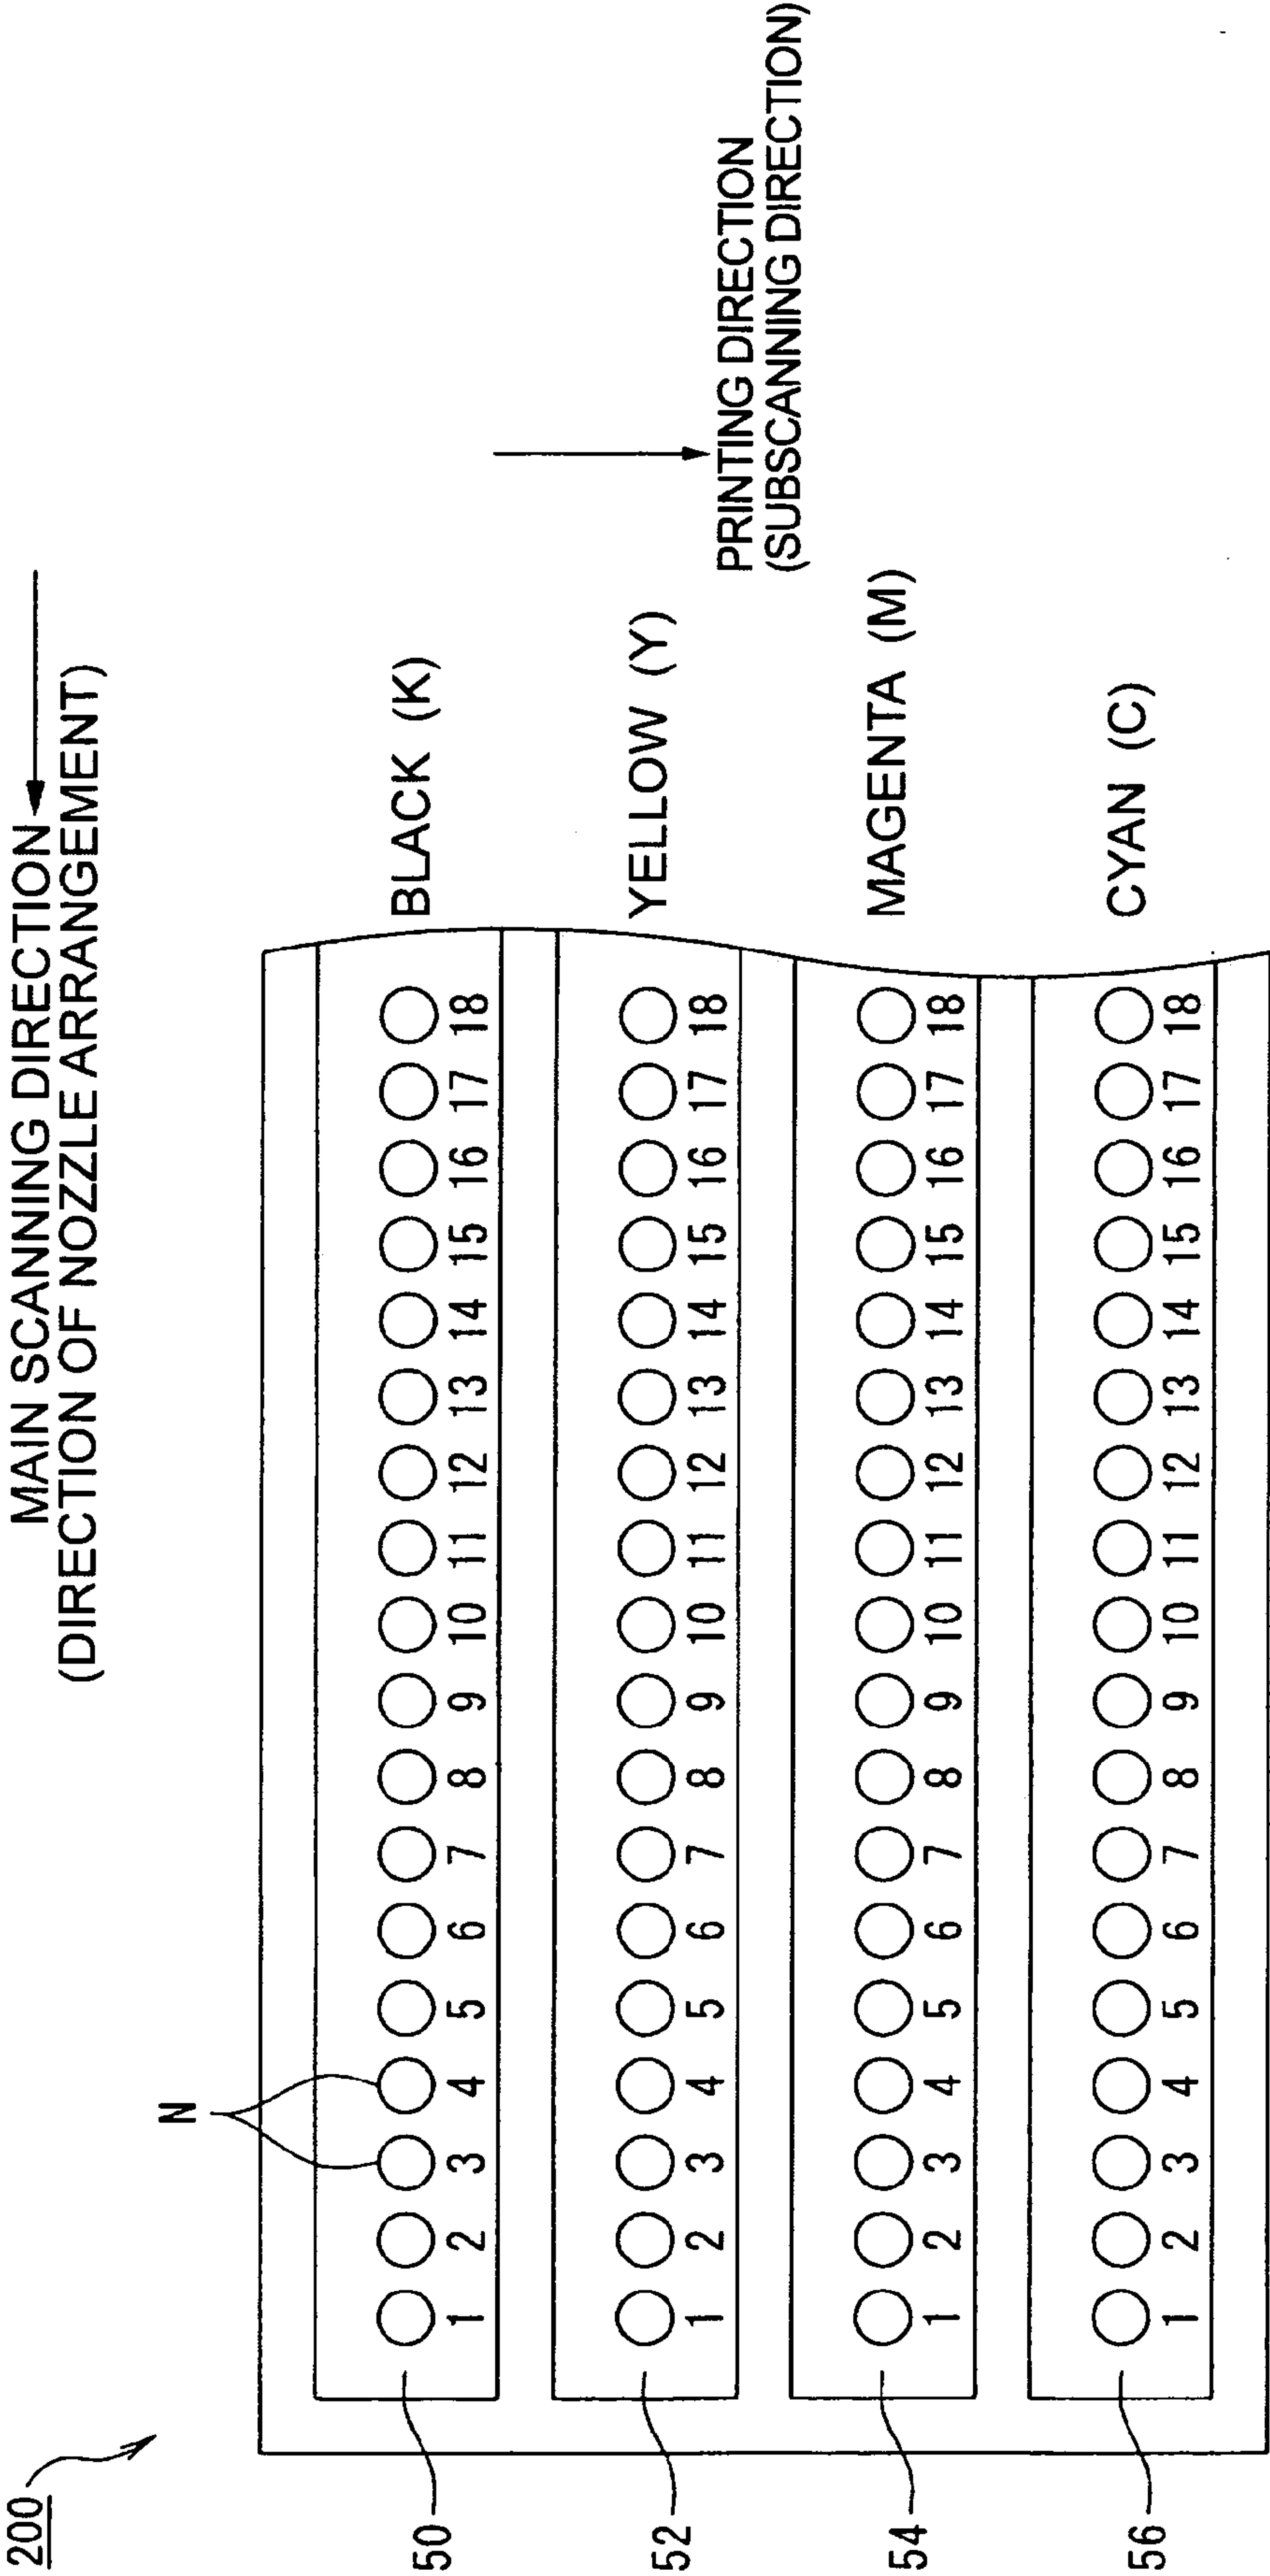 200
MAIN SCANNING DIRECTION
(DIRECTION OF NOZZLE ARRANGEMENT)
N
50
BLACK (K)
1 2 3 4 5 6 7 8 9 10 11 12 13 14 15 16 17 18
52
YELLOW (Y)
1 2 3 4 5 6 7 8 9 10 11 12 13 14 15 16 17 18
PRINTING DIRECTION
(SUBSCANNING DIRECTION)
54
MAGENTA (M)
1 2 3 4 5 6 7 8 9 10 11 12 13 14 15 16 17 18
56
CYAN (C)
1 2 3 4 5 6 7 8 9 10 11 12 13 14 15 16 17 18